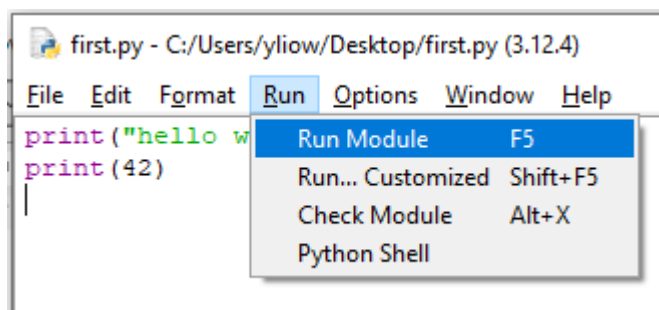 first.py - C:/Users/yliow/Desktop/first.py (3.12.4)
File Edit Format Run Options Window Help
print("hello w
print(42)
Run Module F5
Run... Customized Shift+F5
Check Module Alt+X
Python Shell